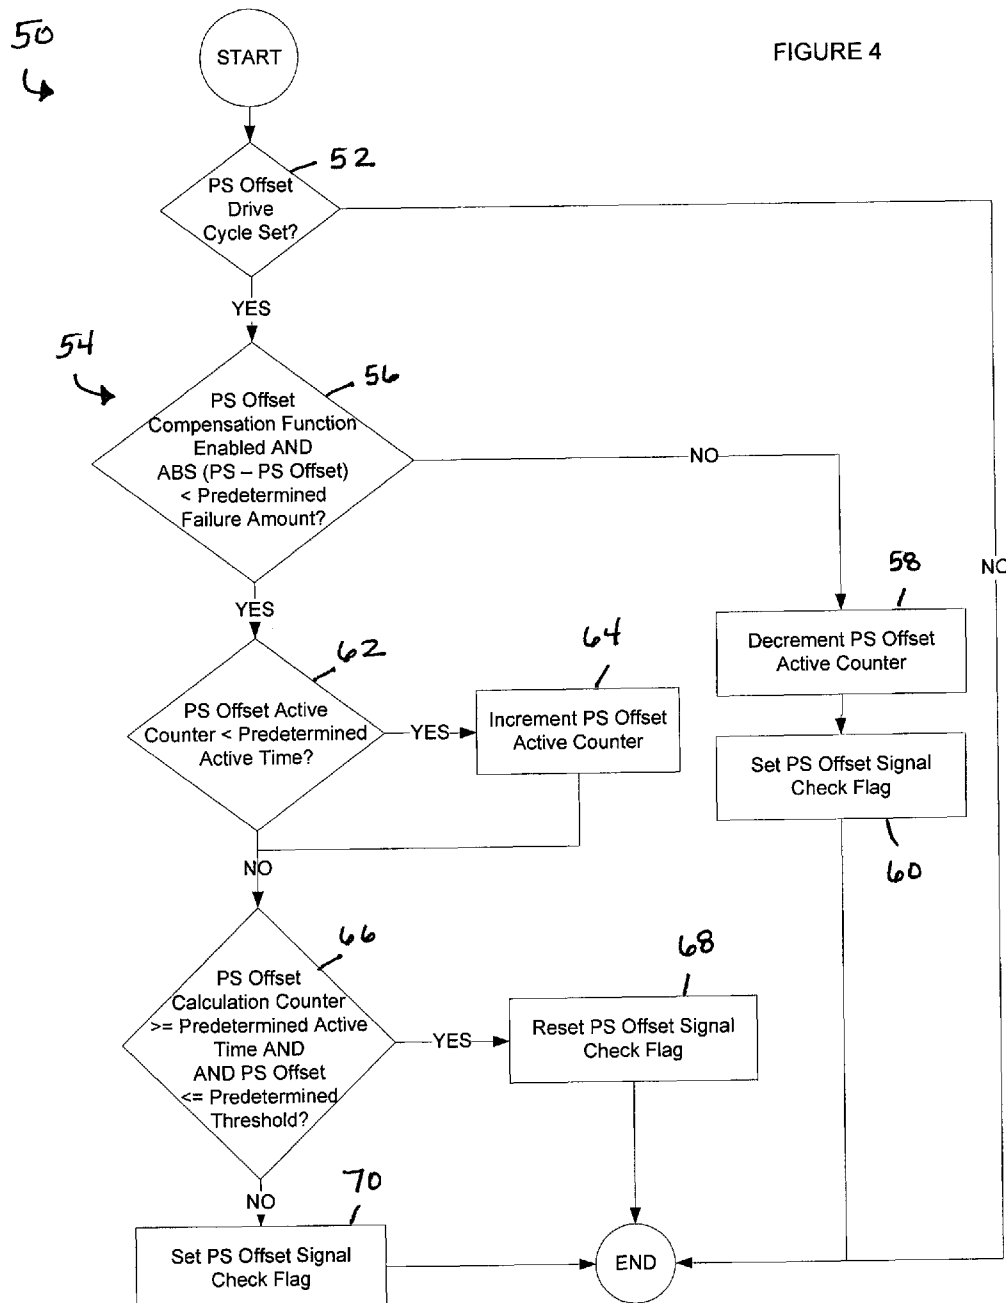 50
FIGURE 4
START
52
PS Offset
Drive
Cycle Set?
YES
54
56
PS Offset
Compensation Function
Enabled AND
ABS (PS – PS Offset)
< Predetermined
Failure Amount?
NO
NO
YES
58
Decrement PS Offset
Active Counter
62
64
PS Offset Active
Counter < Predetermined
Active Time?
YES
Increment PS Offset
Active Counter
Set PS Offset Signal
Check Flag
60
NO
66
68
PS Offset
Calculation Counter
>= Predetermined Active
Time AND
AND PS Offset
<= Predetermined
Threshold?
YES
Reset PS Offset Signal
Check Flag
NO
70
Set PS Offset Signal
Check Flag
END